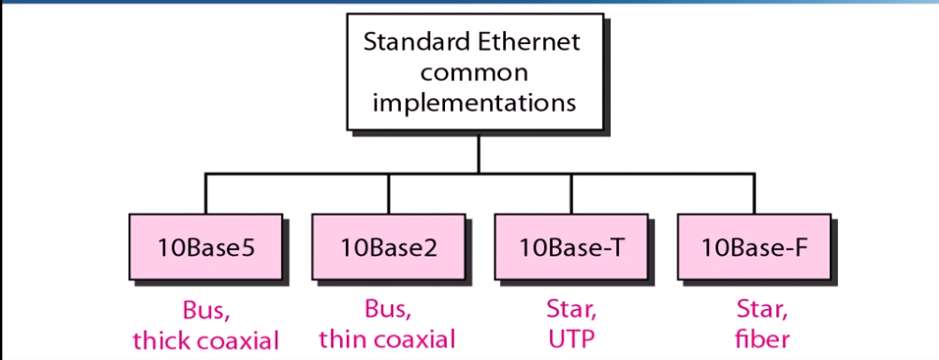 Standard Ethernet
common
implementations
10Base5
10Base2
10Base-T
10Base-F
Bus,
thick coaxial
Bus,
thin coaxial
Star,
UTP
Star,
fiber